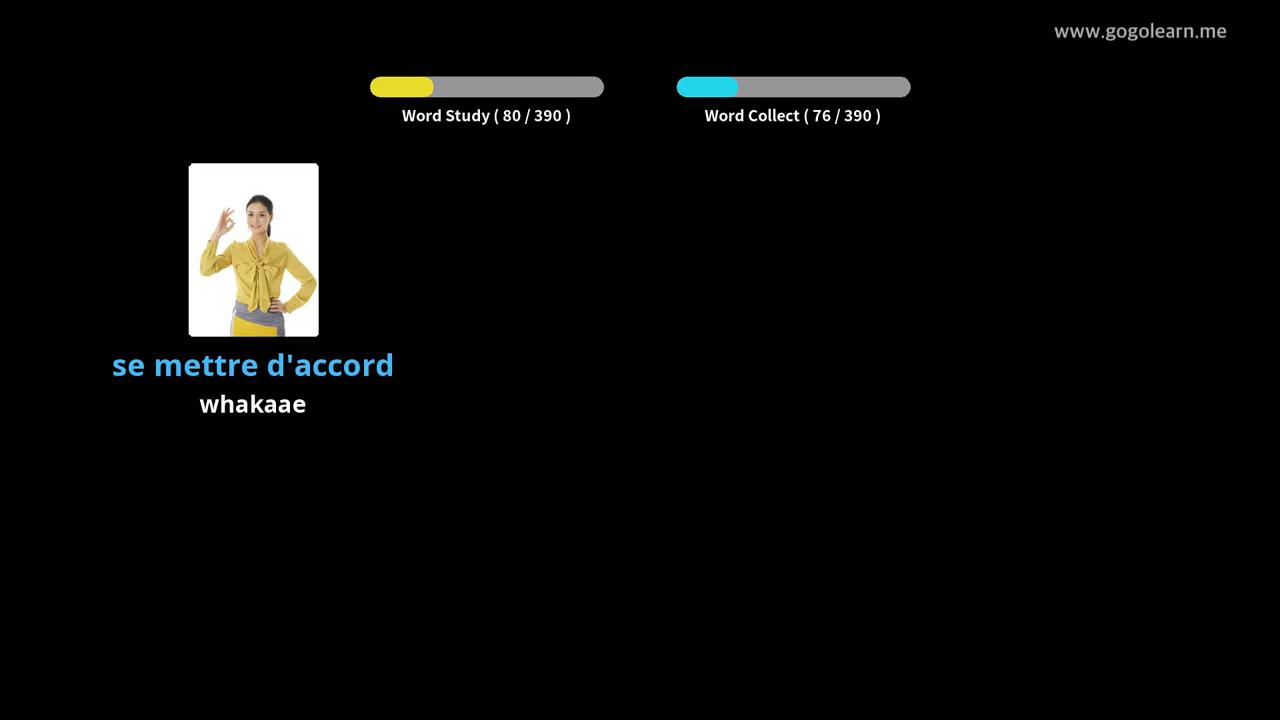 www.gogolearn.me
Word Study ( 80 / 390 )
Word Collect ( 76 / 390 )
se mettre d'accord
whakaae